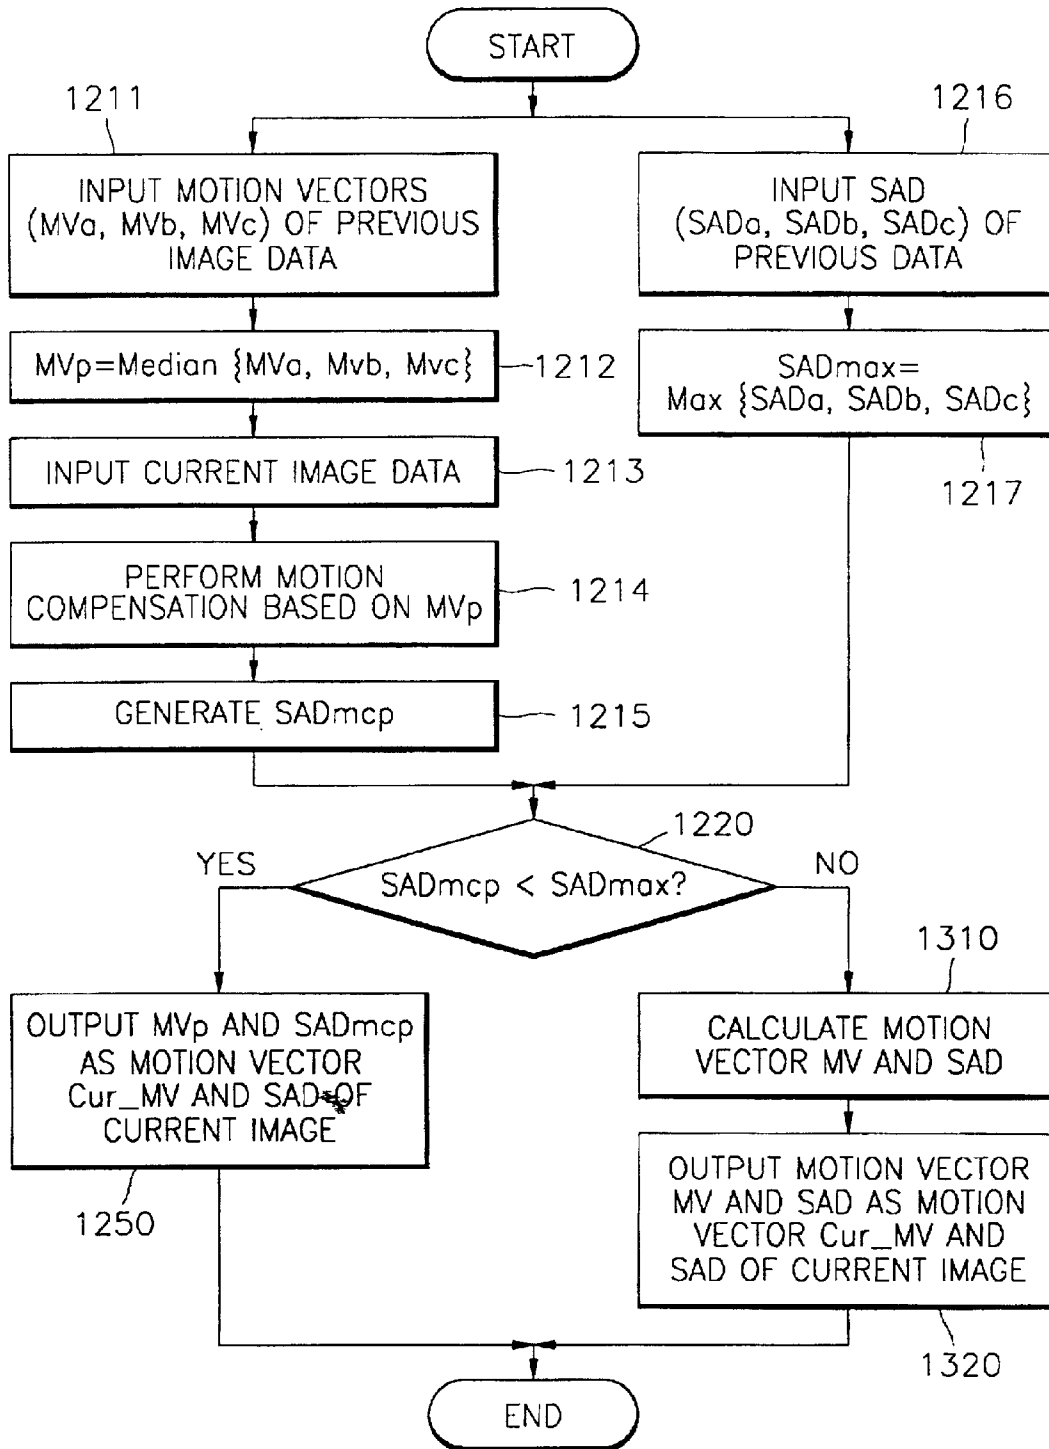 START
1211
INPUT MOTION VECTORS
(MVa, MVb, MVc) OF PREVIOUS
IMAGE DATA
1216
INPUT SAD
(SADa, SADb, SADc) OF
PREVIOUS DATA
MVp=Median {MVa, Mvb, Mvc}
1212
SADmax=
Max {SADa, SADb, SADc}
1217
INPUT CURRENT IMAGE DATA
1213
PERFORM MOTION
COMPENSATION BASED ON MVp
1214
GENERATE SADmcp
1215
1220
SADmcp < SADmax?
YES
NO
OUTPUT MVp AND SADmcp
AS MOTION VECTOR
Cur_MV AND SAD OF
CURRENT IMAGE
1250
1310
CALCULATE MOTION
VECTOR MV AND SAD
OUTPUT MOTION VECTOR
MV AND SAD AS MOTION
VECTOR Cur_MV AND
SAD OF CURRENT IMAGE
1320
END